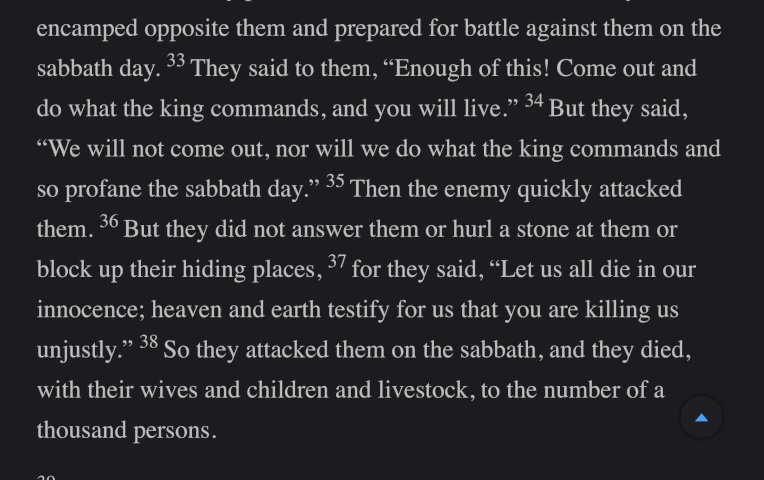 encamped opposite them and prepared for battle against them on the
sabbath day. 33 They said to them, “Enough of this! Come out and
do what the king commands, and you will live.” 34 But they said,
“We will not come out, nor will we do what the king commands and
so profane the sabbath day.” 35 Then the enemy quickly attacked
them. 36 But they did not answer them or hurl a stone at them or
block up their hiding places, 37 for they said, “Let us all die in our
innocence; heaven and earth testify for us that you are killing us
unjustly.” 38 So they attacked them on the sabbath, and they died,
with their wives and children and livestock, to the number of a
thousand persons.